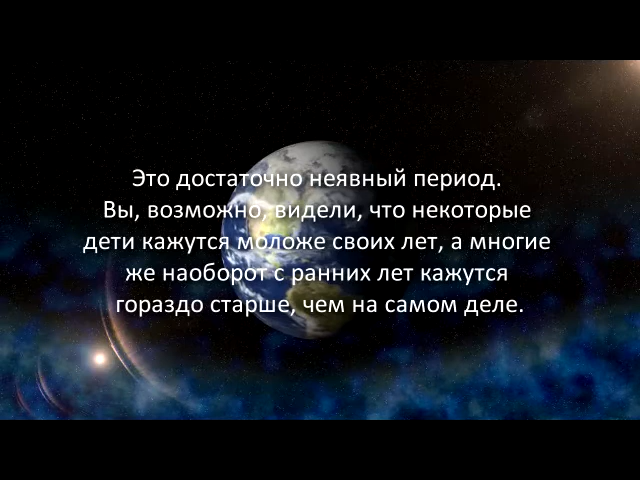 Это достаточно неявный период.
Вы, возможно, видели, что некоторые
дети кажутся моложе своих лет, а многие
же наоборот с ранних лет кажутся
гораздо старше, чем на самом деле.